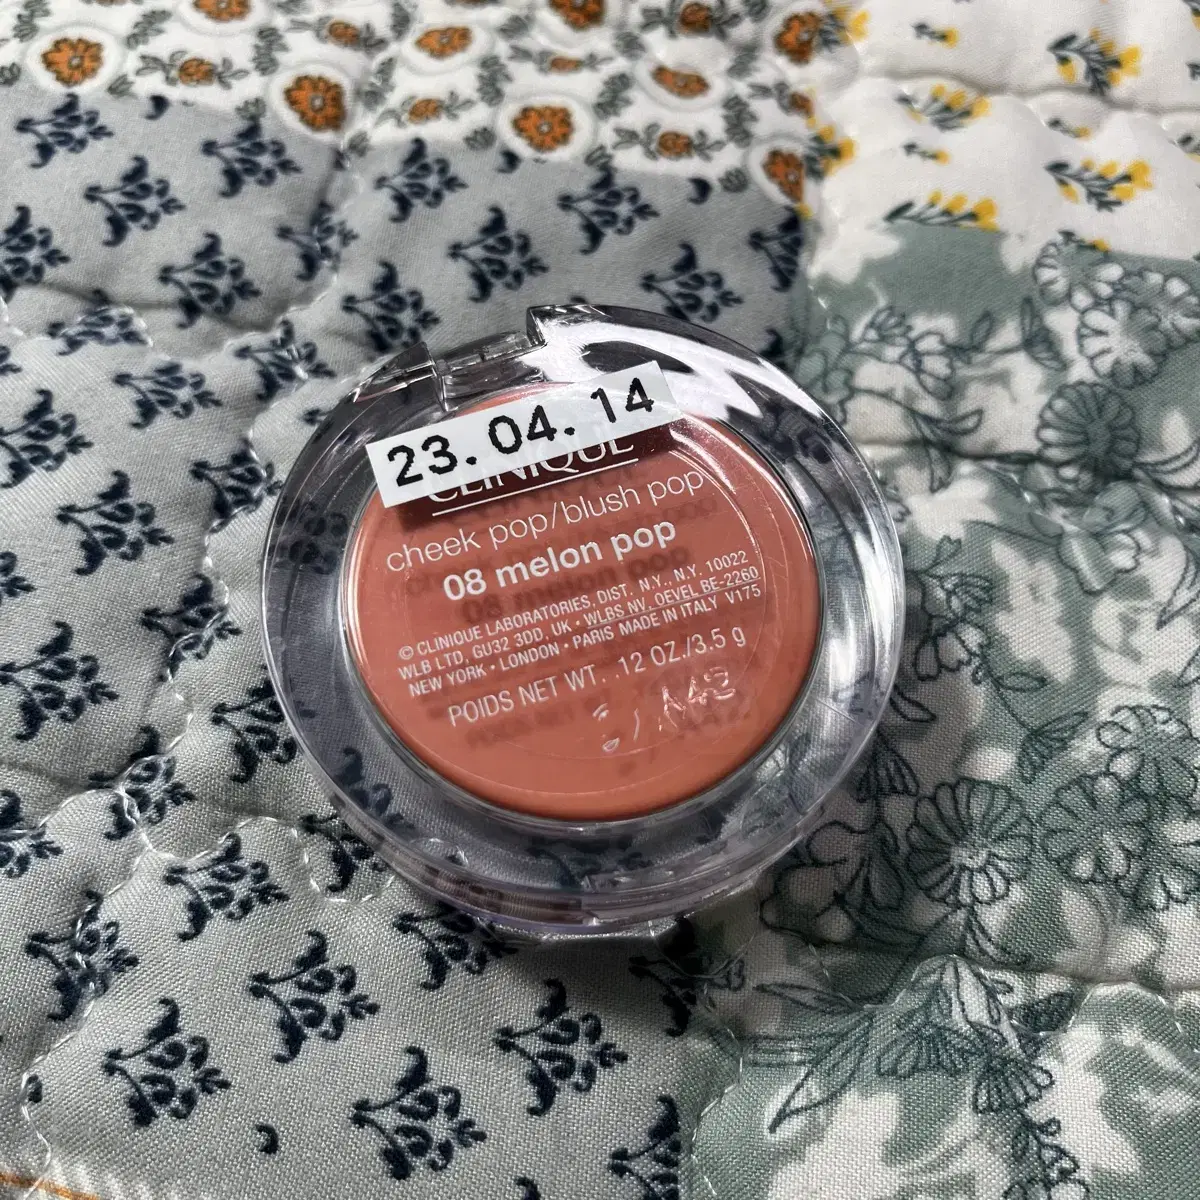 23.04.14
CLINIQUE
cheek pop/blush pop
08 melon pop
© CLINIQUE LABORATORIES, DIST. N.Y., N.Y. 10022
WLB LTD, GU32 3DD, UK • WLBS NV, OEVEL BE-2260
NEW YORK • LONDON • PARIS MADE IN ITALY V175
POIDS NET WT. .12 OZ./3.5 g